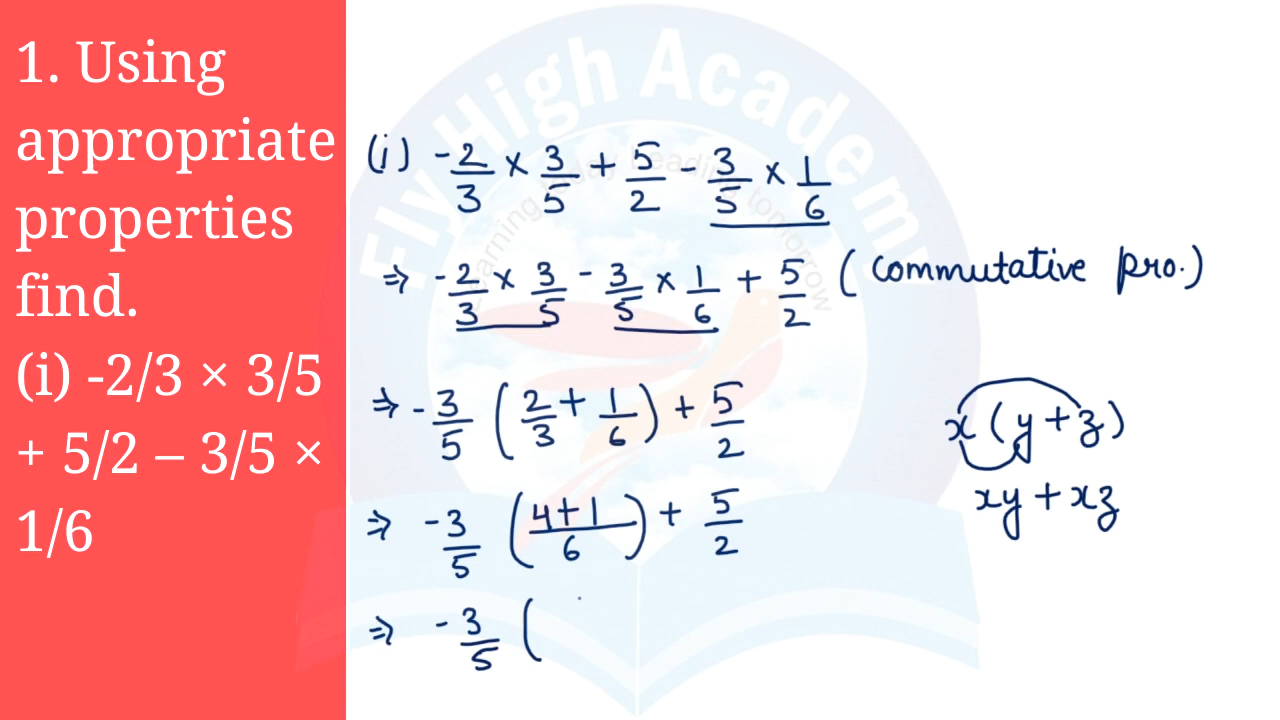 1. Using
appropriate
properties
find.
(i) -2/3 × 3/5
+ 5/2 – 3/5 ×
1/6
Fly High Academy
(i) -2/3 × 3/5 + 5/2 - 3/5 × 1/6
⇒ -2/3 × 3/5 - 3/5 × 1/6 + 5/2 (commutative pro.)
⇒ -3/5 (2/3 + 1/6) + 5/2
x(y+z)
xy+xz
⇒ -3/5 (4+1/6) + 5/2
⇒ -3/5 (